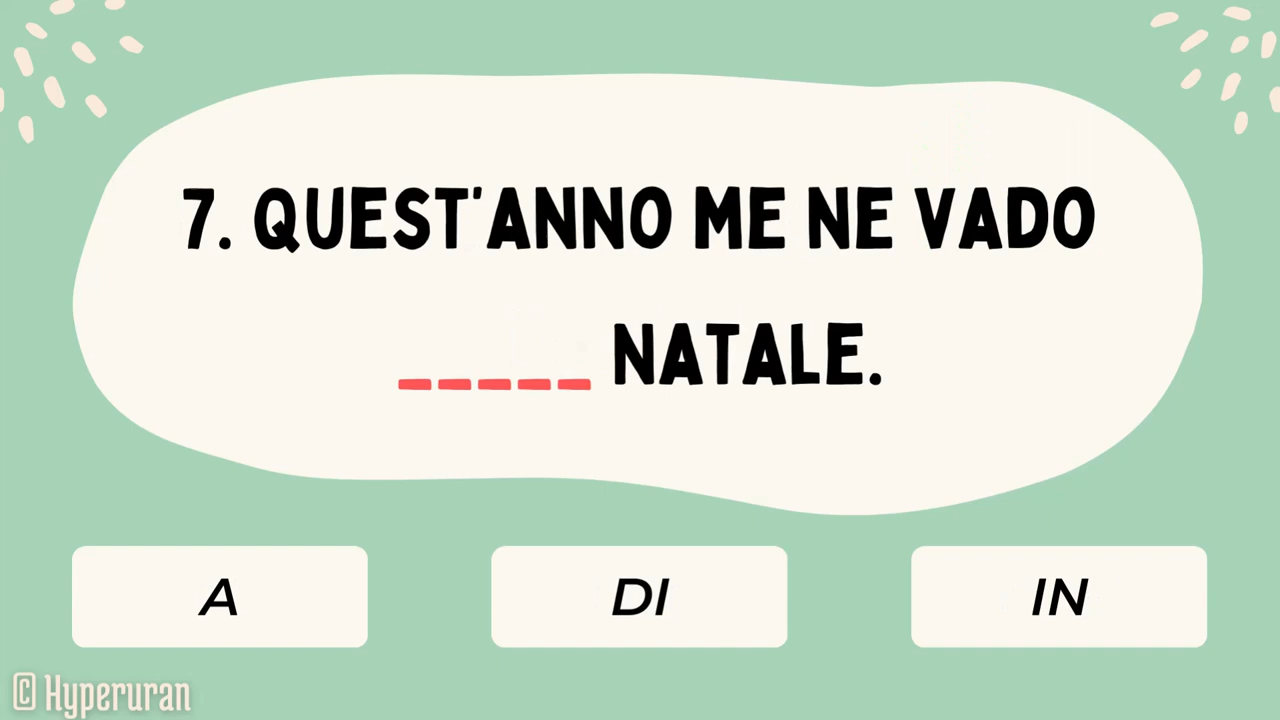 7. QUEST'ANNO ME NE VADO
_____ NATALE.
A
DI
IN
© Hyperuran